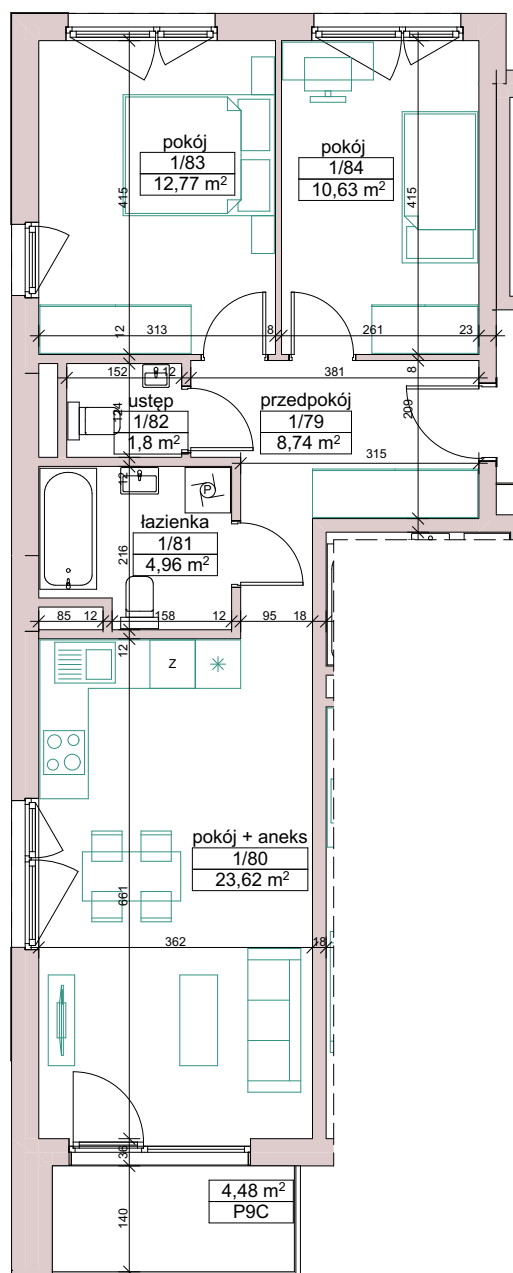 pokój
1/83
12,77 m²
pokój
1/84
10,63 m²
415
415
12
313
8
261
23
152
12
381
8
124
ustęp
1/82
1,8 m²
przedpokój
1/79
8,74 m²
209
315
12
P
łazienka
1/81
4,96 m²
216
85
12
158
12
95
18
12
Z
pokój + aneks
1/80
23,62 m²
661
362
18
36
4,48 m²
P9C
140